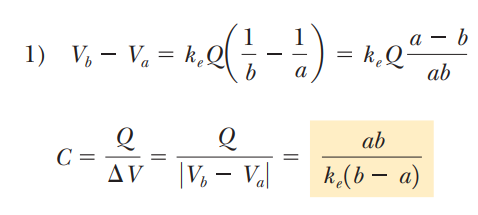 1) V_b − V_a = k_e Q(1/b − 1/a) = k_e Q (a − b)/(ab)
C = Q/(ΔV) = Q/|V_b − V_a| = ab/(k_e(b − a))